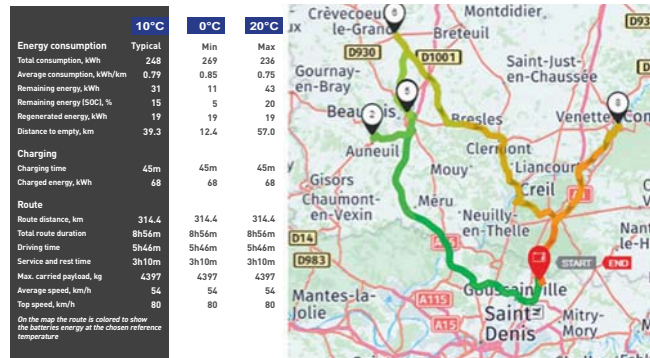 10°C 0°C 20°C
Energy consumption Typical Min Max
Total consumption, kWh 248 269 236
Average consumption, kWh/km 0.79 0.85 0.75
Remaining energy, kWh 31 11 43
Remaining energy (SOC), % 15 5 20
Regenerated energy, kWh 19 19 19
Distance to empty, km 39.3 12.4 57.0
Charging
Charging time 45m 45m 45m
Charged energy, kWh 68 68 68
Route
Route distance, km 314.4 314.4 314.4
Total route duration 8h56m 8h56m 8h56m
Driving time 5h46m 5h46m 5h46m
Service and rest time 3h10m 3h10m 3h10m
Max. carried payload, kg 4397 4397 4397
Average speed, km/h 54 54 54
Top speed, km/h 80 80 80
On the map the route is colored to show
the batteries energy at the chosen reference
temperature
Crèvecoeur
le-Grand
Montdidier
Breteuil
D930
D1001
D93
Gournay-
en-Bray
Saint-Just-
en-Chaussée
Beauvais
2
Bresles
Venette
Auneuil
Clermont
Gisors
Mouy
Liancour
Creil
Chaumont-
en-Vexin
Méru
Neuilly-
en-Thelle
Nant
le-H
D14
D983
START
END
Goussainville
Mantes-la-
Jolie
A115
A15
Saint
Denis
Mitry-
Mory